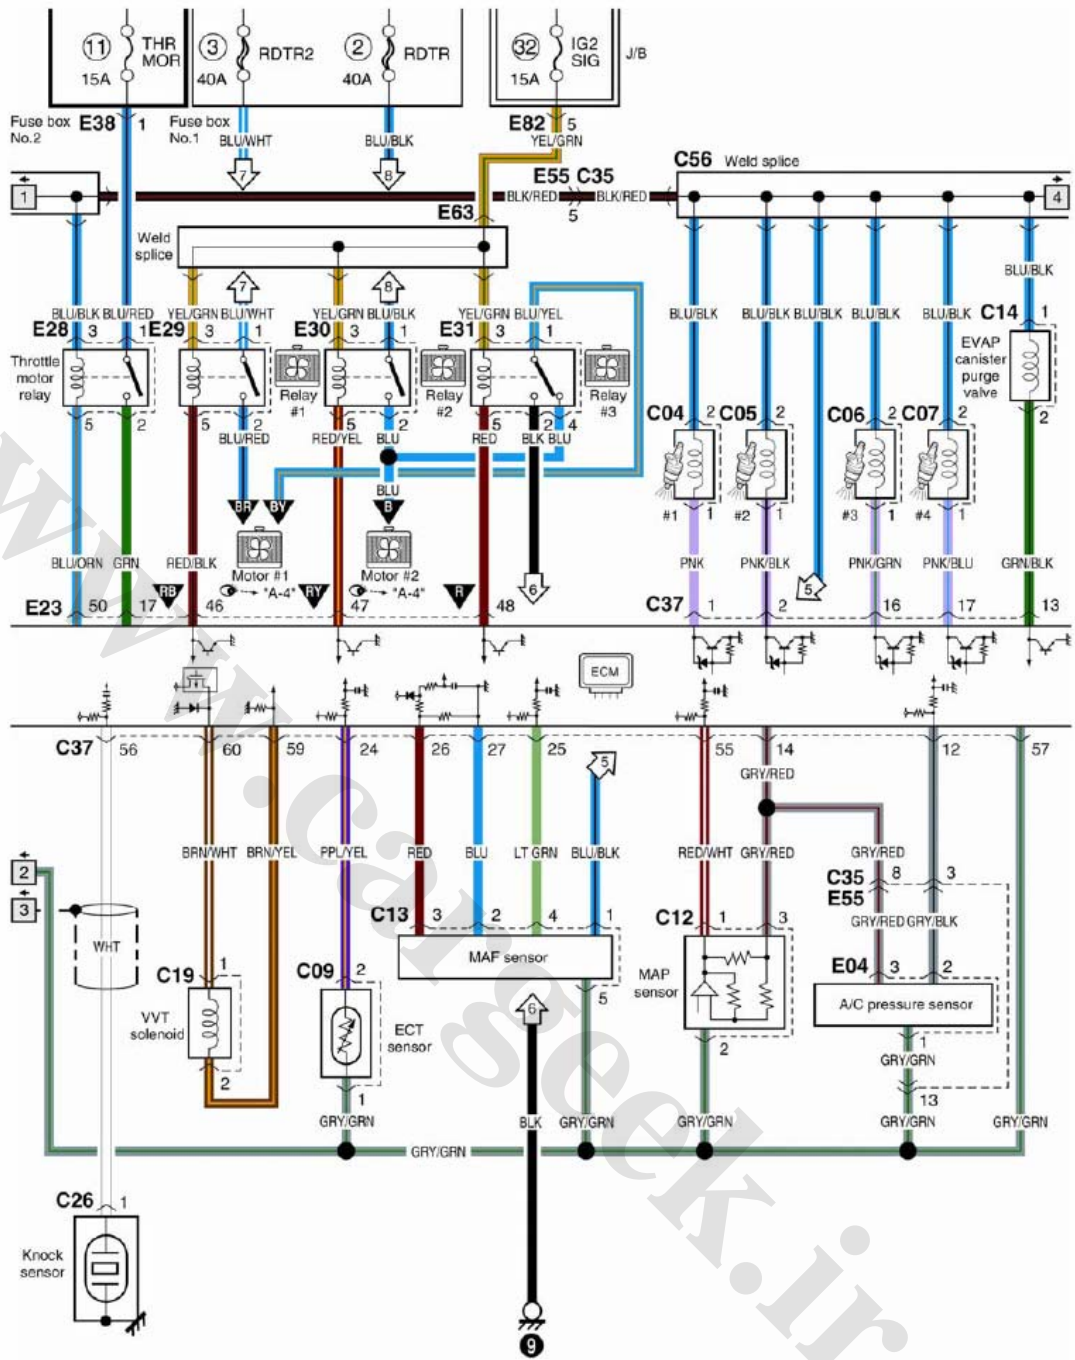 11 THR MOR 15A
3 RDTR2 40A
2 RDTR 40A
32 IG2 SIG 15A
J/B
Fuse box No.2
E38 1
Fuse box No.1
BLU/WHT
BLU/BLK
E82 5
YEL/GRN
7
8
C56 Weld splice
E55 C35
1
BLK/RED
BLK/RED
5
4
E63
Weld splice
7
8
BLU/BLK
BLU/BLK BLU/RED YEL/GRN BLU/WHT YEL/GRN BLU/BLK YEL/GRN BLU/YEL
BLU/BLK BLU/BLK BLU/BLK BLU/BLK BLU/BLK
E28 3 1 E29 3 1 E30 3 1 E31 3 1
C14 1
Throttle motor relay
Relay #1
Relay #2
Relay #3
EVAP canister purge valve
5 2 5 2 5 2 5 2 4
C04 2 C05 2 C06 2 C07 2
2
BLU/RED RED/YEL BLU RED BLK BLU
BLU
BR BY B
#1 1 #2 1 #3 1 #4 1
BLU/ORN GRN RED/BLK
Motor #1
Motor #2
"A-4"
"A-4"
RB RY R
6
PNK PNK/BLK PNK/GRN PNK/BLU GRN/BLK
5
E23 50 17 46 47 48
C37 1 2 16 17 13
ECM
C37 56 60 59 24 26 27 25 55 14 12 57
5
GRY/RED
BRN/WHT BRN/YEL PPL/YEL RED BLU LT GRN BLU/BLK RED/WHT GRY/RED GRY/RED
2
3
C35 8 3
E55
WHT
C13 3 2 4 1
C12 1 3
GRY/RED GRY/BLK
MAF sensor
C19 1
C09 2
MAP sensor
E04 3 2
A/C pressure sensor
VVT solenoid
ECT sensor
6
5
2
1
GRY/GRN
2
1
13
GRY/GRN
BLK
GRY/GRN
GRY/GRN
GRY/GRN
GRY/GRN
GRY/GRN
C26 1
Knock sensor
9
www.cargeek.ir